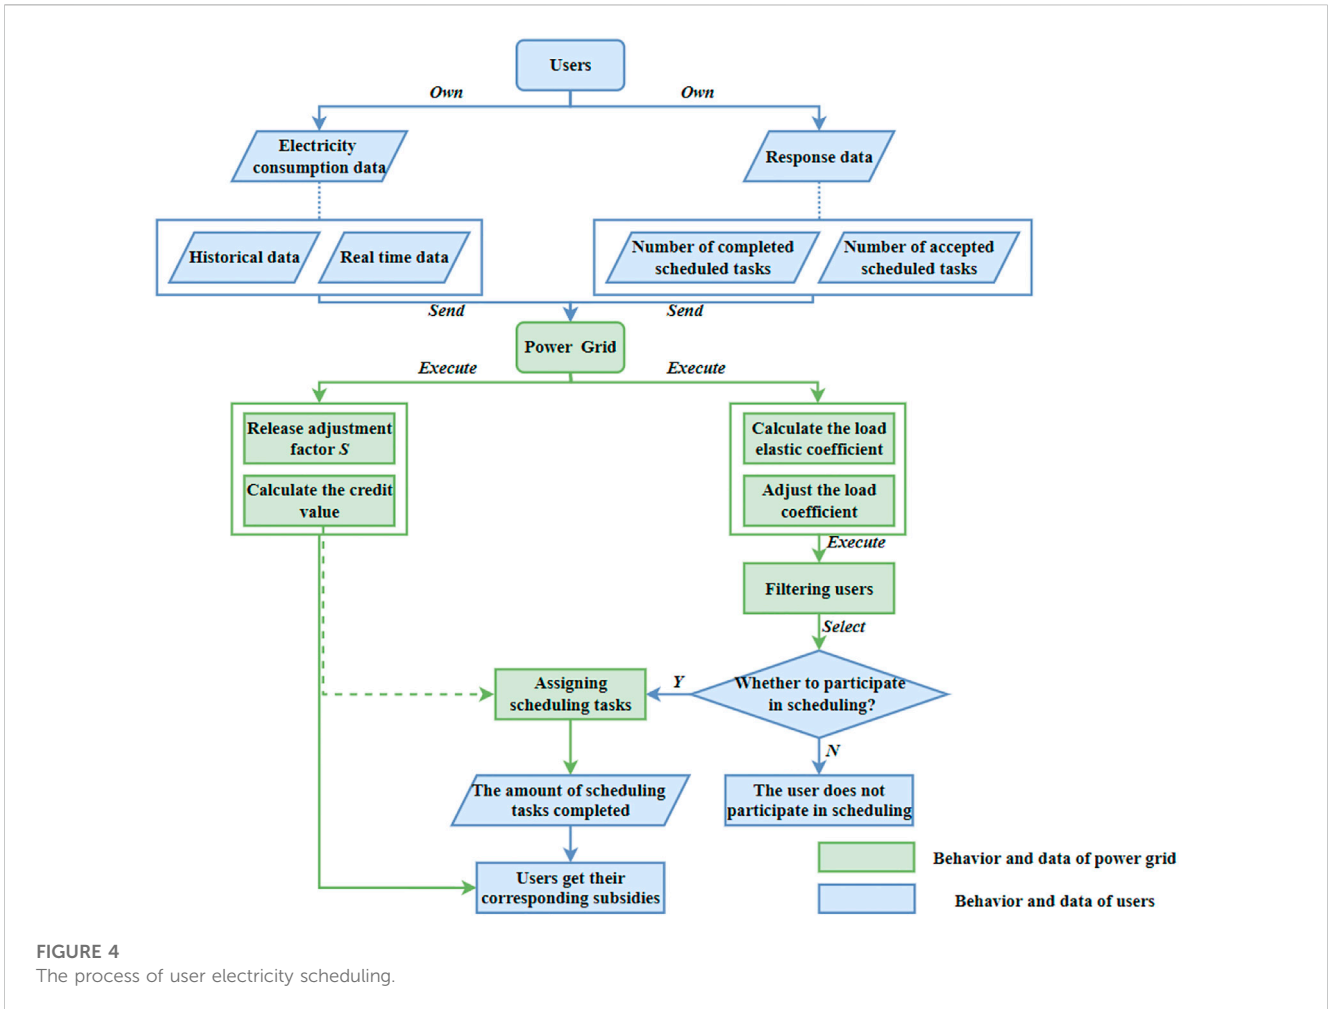 Users
Own
Own
Electricity
consumption data
Response data
Historical data
Real time data
Number of completed
scheduled tasks
Number of accepted
scheduled tasks
Send
Send
Power Grid
Execute
Execute
Release adjustment
factor S
Calculate the credit
value
Calculate the load
elastic coefficient
Adjust the load
coefficient
Execute
Filtering users
Select
Assigning
scheduling tasks
Y
Whether to participate
in scheduling?
N
The amount of scheduling
tasks completed
The user does not
participate in scheduling
Users get their
corresponding subsidies
Behavior and data of power grid
Behavior and data of users
FIGURE 4
The process of user electricity scheduling.